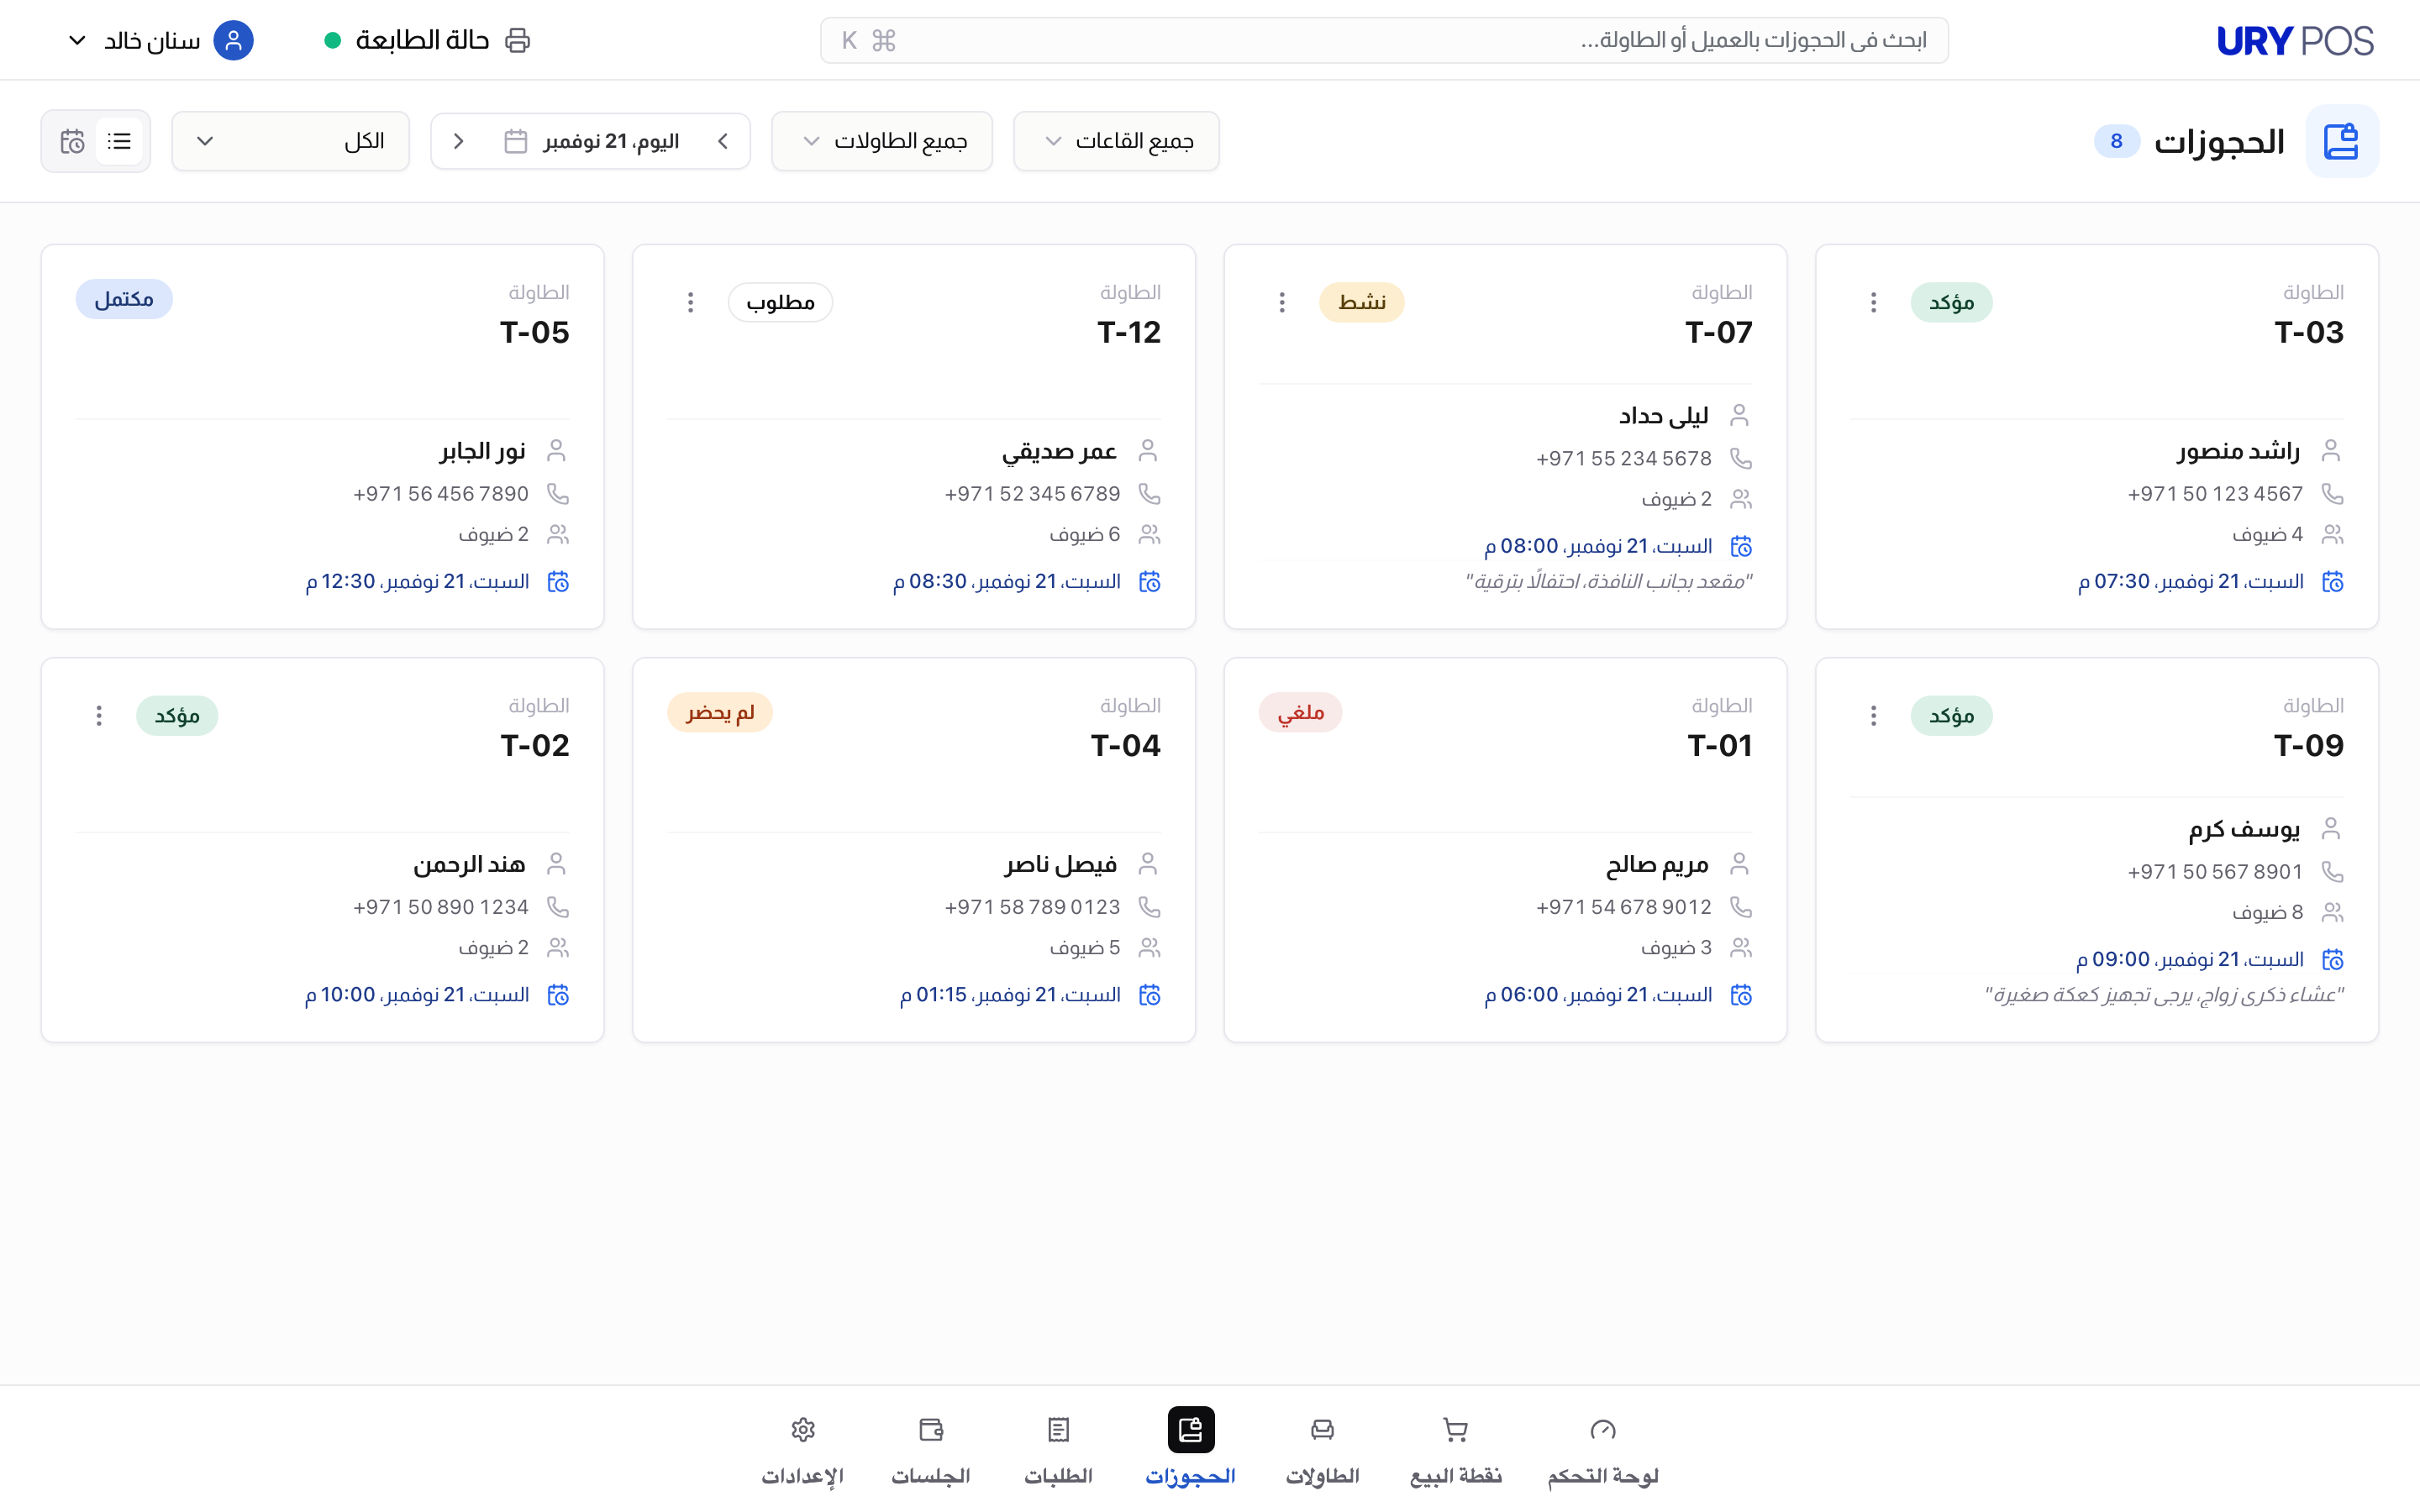 URY POS
ابحث في الحجوزات بالعميل أو الطاولة...
⌘ K
حالة الطابعة
سنان خالد
الحجوزات
8
جميع القاعات
جميع الطاولات
اليوم، 21 نوفمبر
الكل
الطاولة
T-03
مؤكد
راشد منصور
+971 50 123 4567
4 ضيوف
السبت، 21 نوفمبر، 07:30 م
الطاولة
T-07
نشط
ليلى حداد
+971 55 234 5678
2 ضيوف
السبت، 21 نوفمبر، 08:00 م
"مقعد بجانب النافذة، احتفالًا بترقية"
الطاولة
T-12
مطلوب
عمر صديقي
+971 52 345 6789
6 ضيوف
السبت، 21 نوفمبر، 08:30 م
الطاولة
T-05
مكتمل
نور الجابر
+971 56 456 7890
2 ضيوف
السبت، 21 نوفمبر، 12:30 م
الطاولة
T-09
مؤكد
يوسف كرم
+971 50 567 8901
8 ضيوف
السبت، 21 نوفمبر، 09:00 م
"عشاء ذكرى زواج، يرجى تجهيز كعكة صغيرة"
الطاولة
T-01
ملغي
مريم صالح
+971 54 678 9012
3 ضيوف
السبت، 21 نوفمبر، 06:00 م
الطاولة
T-04
لم يحضر
فيصل ناصر
+971 58 789 0123
5 ضيوف
السبت، 21 نوفمبر، 01:15 م
الطاولة
T-02
مؤكد
هند الرحمن
+971 50 890 1234
2 ضيوف
السبت، 21 نوفمبر، 10:00 م
لوحة التحكم
نقطة البيع
الطاولات
الحجوزات
الطلبات
الجلسات
الإعدادات